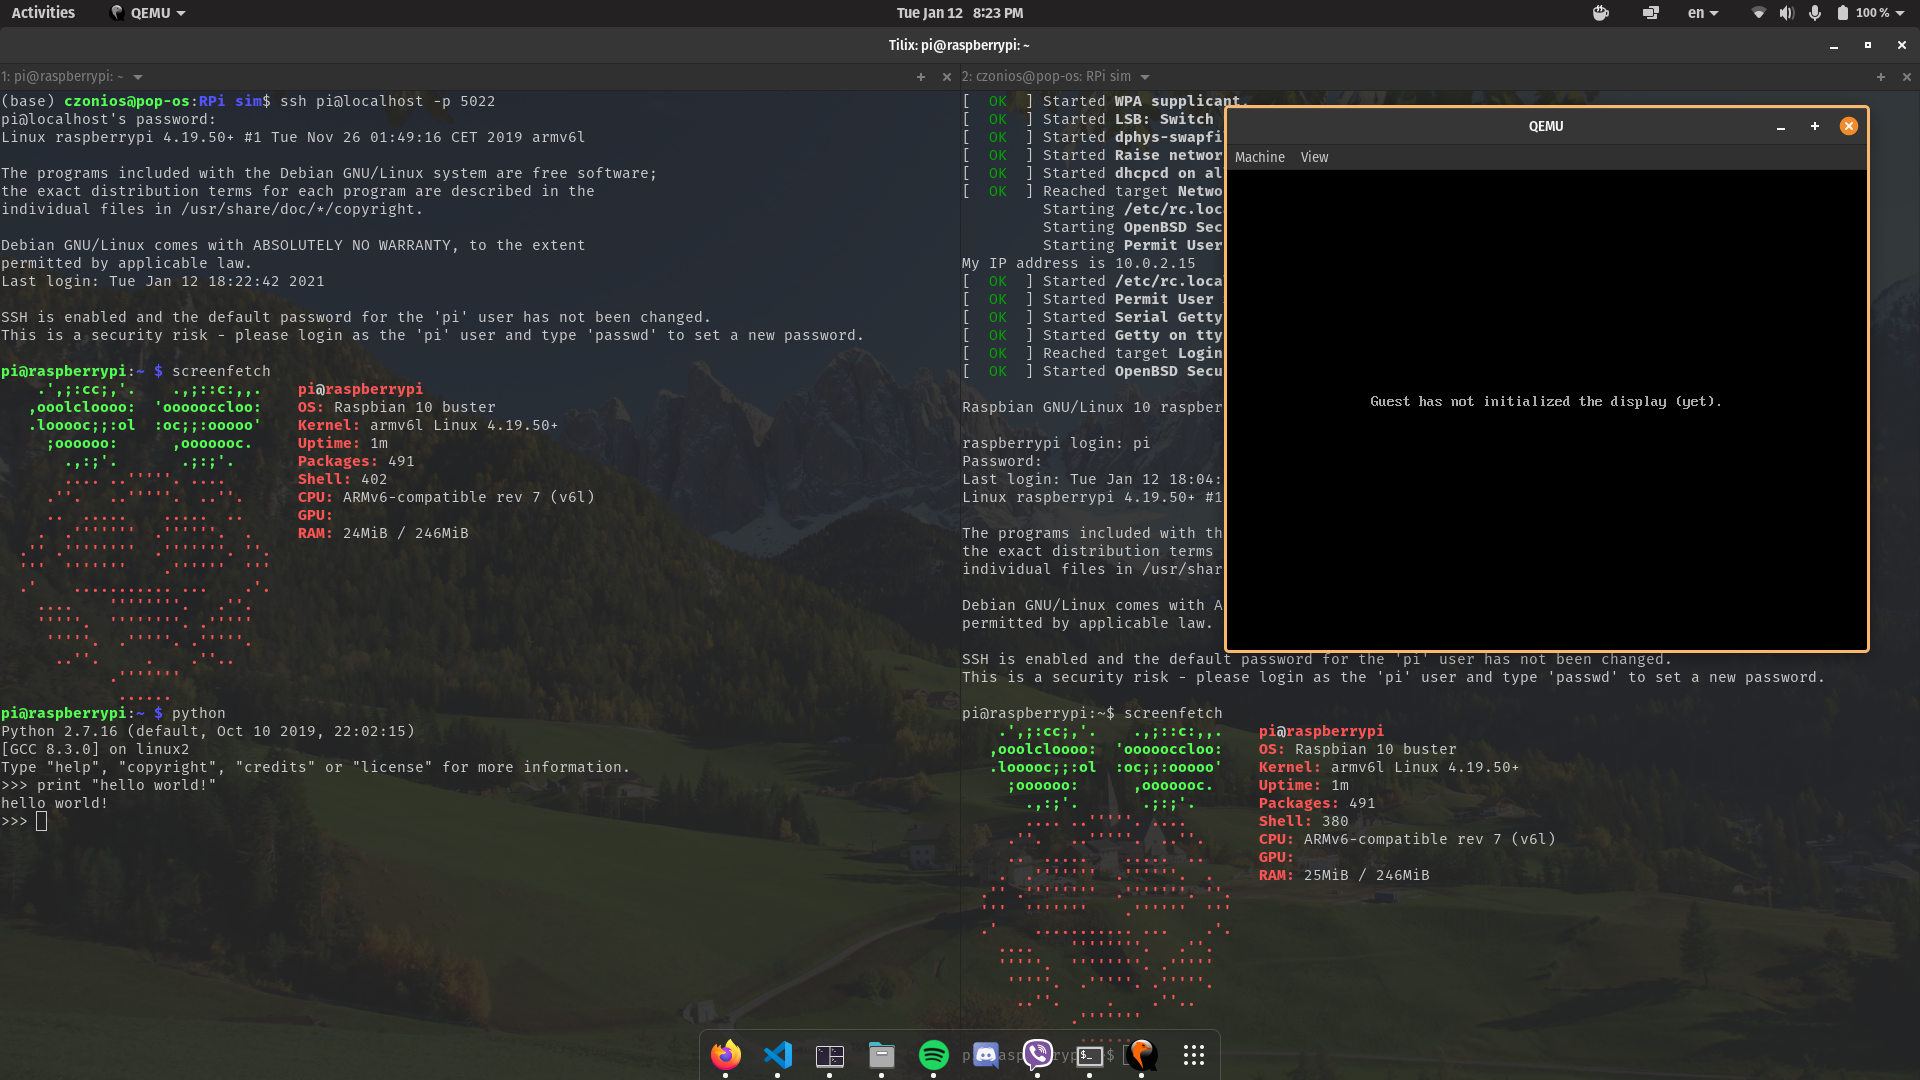 Activities QEMU Tue Jan 12 8:23 PM en 100 %
Tilix: pi@raspberrypi: ~
1: pi@raspberrypi: ~
(base) czonios@pop-os:RPi sim$ ssh pi@localhost -p 5022
pi@localhost's password:
Linux raspberrypi 4.19.50+ #1 Tue Nov 26 01:49:16 CET 2019 armv6l
The programs included with the Debian GNU/Linux system are free software;
the exact distribution terms for each program are described in the
individual files in /usr/share/doc/*/copyright.
Debian GNU/Linux comes with ABSOLUTELY NO WARRANTY, to the extent
permitted by applicable law.
Last login: Tue Jan 12 18:22:42 2021
SSH is enabled and the default password for the 'pi' user has not been changed.
This is a security risk - please login as the 'pi' user and type 'passwd' to set a new password.
pi@raspberrypi:~ $ screenfetch
pi@raspberrypi
OS: Raspbian 10 buster
Kernel: armv6l Linux 4.19.50+
Uptime: 1m
Packages: 491
Shell: 402
CPU: ARMv6-compatible rev 7 (v6l)
GPU:
RAM: 24MiB / 246MiB
pi@raspberrypi:~ $ python
Python 2.7.16 (default, Oct 10 2019, 22:02:15)
[GCC 8.3.0] on linux2
Type "help", "copyright", "credits" or "license" for more information.
>>> print "hello world!"
hello world!
>>>
2: czonios@pop-os: RPi sim
[  OK  ] Started WPA supplicant.
[  OK  ] Started LSB: Switch
[  OK  ] Started dphys-swapfi
[  OK  ] Started Raise networ
[  OK  ] Started dhcpcd on al
[  OK  ] Reached target Netwo
Starting /etc/rc.loc
Starting OpenBSD Sec
Starting Permit User
My IP address is 10.0.2.15
[  OK  ] Started /etc/rc.loca
[  OK  ] Started Permit User
[  OK  ] Started Serial Getty
[  OK  ] Started Getty on tty
[  OK  ] Reached target Login
[  OK  ] Started OpenBSD Secu
Raspbian GNU/Linux 10 raspber
raspberrypi login: pi
Password:
Last login: Tue Jan 12 18:04:
Linux raspberrypi 4.19.50+ #1
The programs included with th
the exact distribution terms
individual files in /usr/shar
Debian GNU/Linux comes with A
permitted by applicable law.
SSH is enabled and the default password for the 'pi' user has not been changed.
This is a security risk - please login as the 'pi' user and type 'passwd' to set a new password.
pi@raspberrypi:~$ screenfetch
pi@raspberrypi
OS: Raspbian 10 buster
Kernel: armv6l Linux 4.19.50+
Uptime: 1m
Packages: 491
Shell: 380
CPU: ARMv6-compatible rev 7 (v6l)
GPU:
RAM: 25MiB / 246MiB
QEMU
Machine View
Guest has not initialized the display (yet).